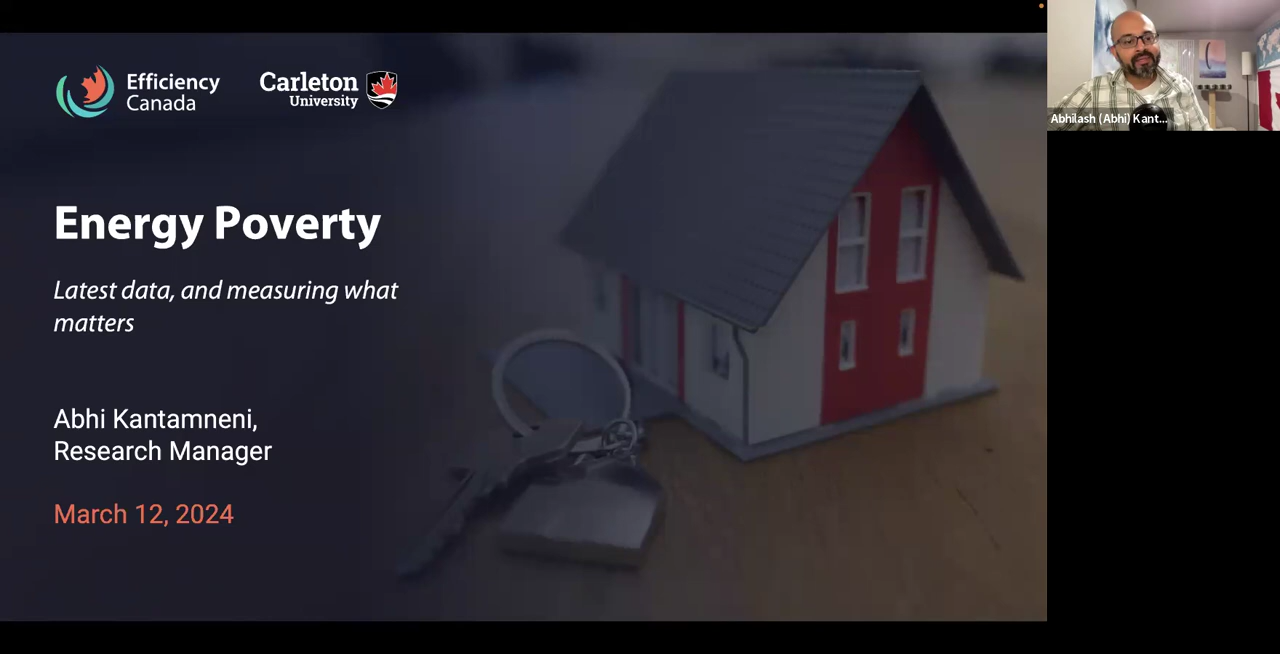 Efficiency
Canada
Carleton
University
Energy Poverty
Latest data, and measuring what
matters
Abhi Kantamneni,
Research Manager
March 12, 2024
Abhilash (Abhi) Kant...